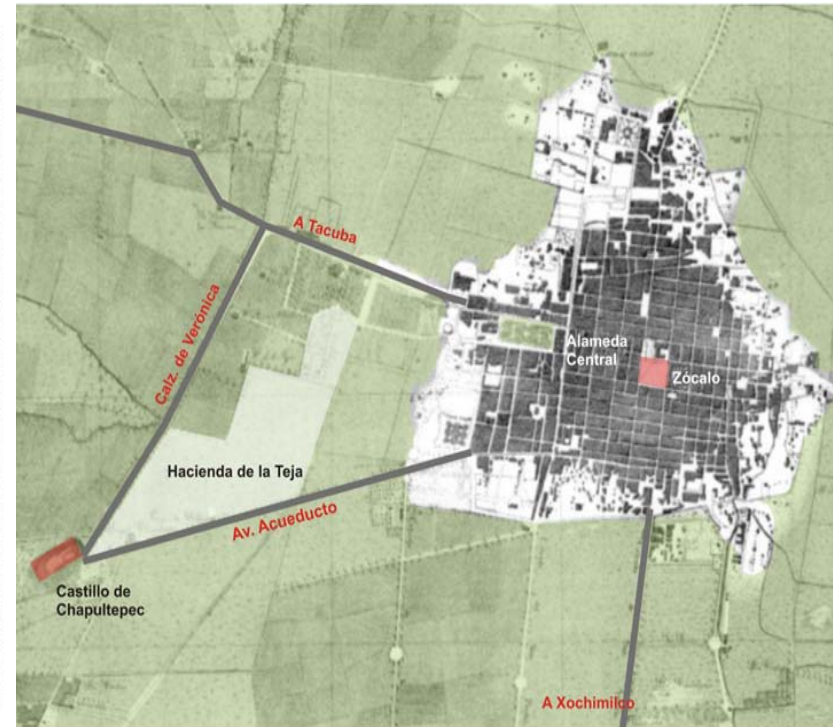 A Tacuba
Calz. de Verónica
Alameda
Central
Zócalo
Hacienda de la Teja
Av. Acueducto
Castillo de
Chapultepec
A Xochimilco